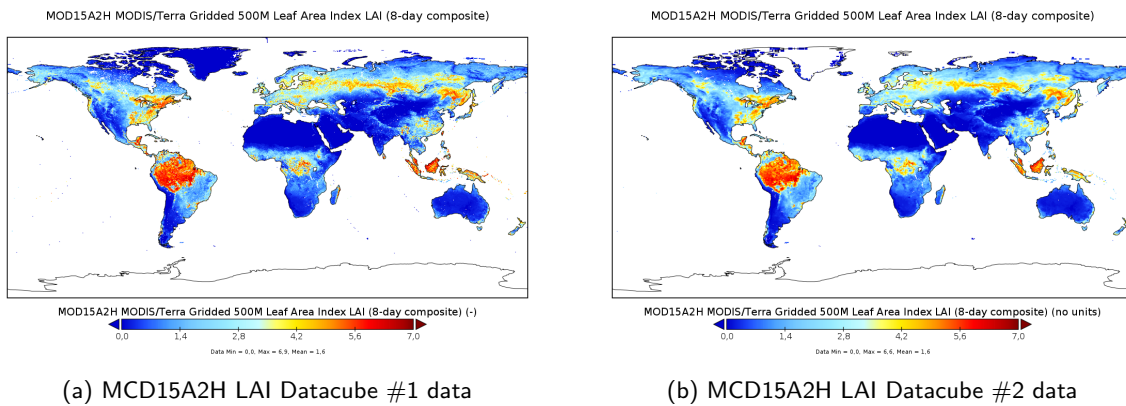 MOD15A2H MODIS/Terra Gridded 500M Leaf Area Index LAI (8-day composite)
MOD15A2H MODIS/Terra Gridded 500M Leaf Area Index LAI (8-day composite) (-)
0,0 1,4 2,8 4,2 5,6 7,0
Data Min = 0,0, Max = 6,9, Mean = 1,6
(a) MCD15A2H LAI Datacube #1 data
MOD15A2H MODIS/Terra Gridded 500M Leaf Area Index LAI (8-day composite)
MOD15A2H MODIS/Terra Gridded 500M Leaf Area Index LAI (8-day composite) (no units)
0,0 1,4 2,8 4,2 5,6 7,0
Data Min = 0,0, Max = 6,6, Mean = 1,6
(b) MCD15A2H LAI Datacube #2 data